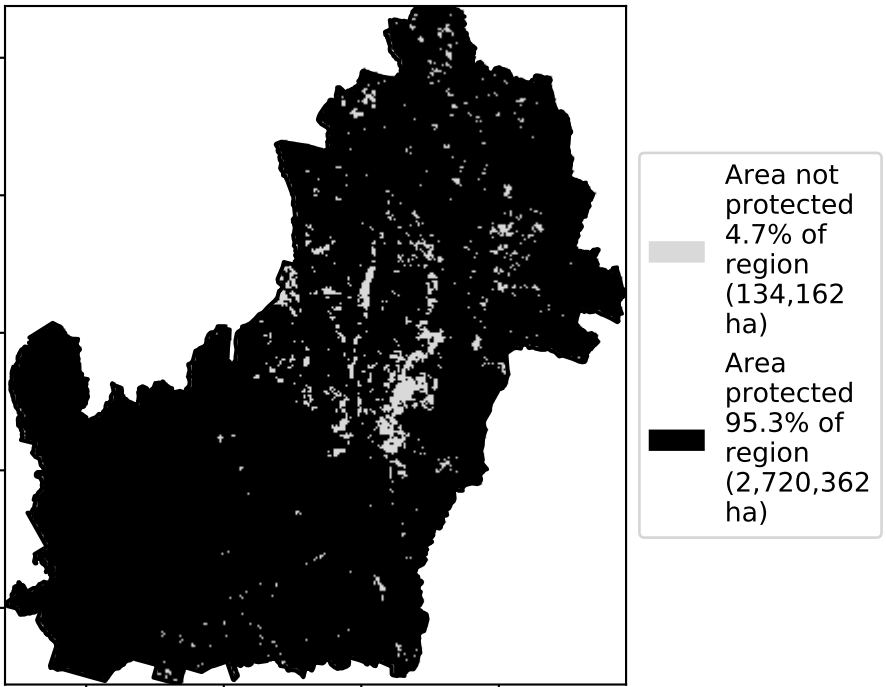 Area not
protected
4.7% of
region
(134,162
ha)
Area
protected
95.3% of
region
(2,720,362
ha)